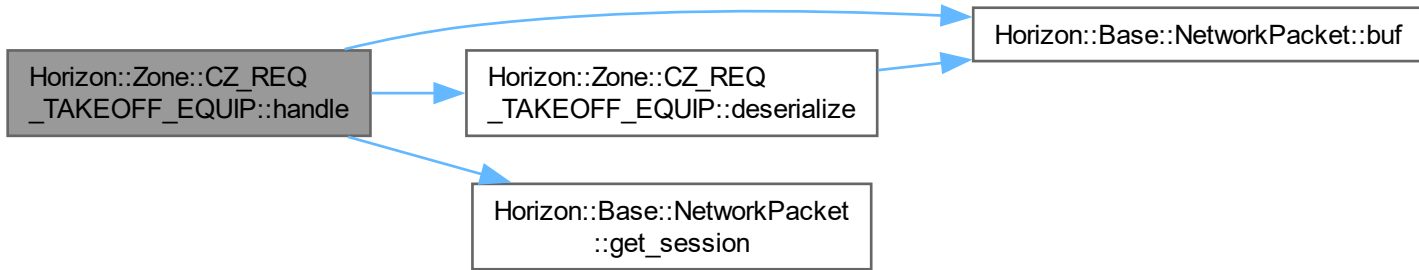 Horizon::Zone::CZ_REQ
_TAKEOFF_EQUIP::handle
Horizon::Zone::CZ_REQ
_TAKEOFF_EQUIP::deserialize
Horizon::Base::NetworkPacket::buf
Horizon::Base::NetworkPacket
::get_session